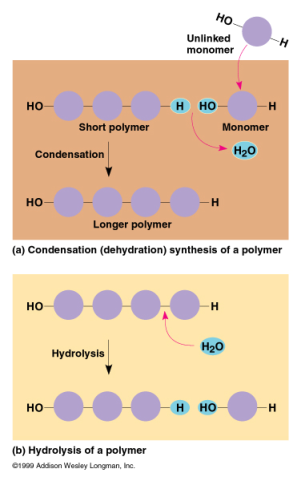 HO
H
Unlinked
monomer
HO H HO H
Short polymer Monomer
H2O
Condensation
HO H
Longer polymer
(a) Condensation (dehydration) synthesis of a polymer
HO H
H2O
Hydrolysis
HO H HO H
(b) Hydrolysis of a polymer
©1999 Addison Wesley Longman, Inc.